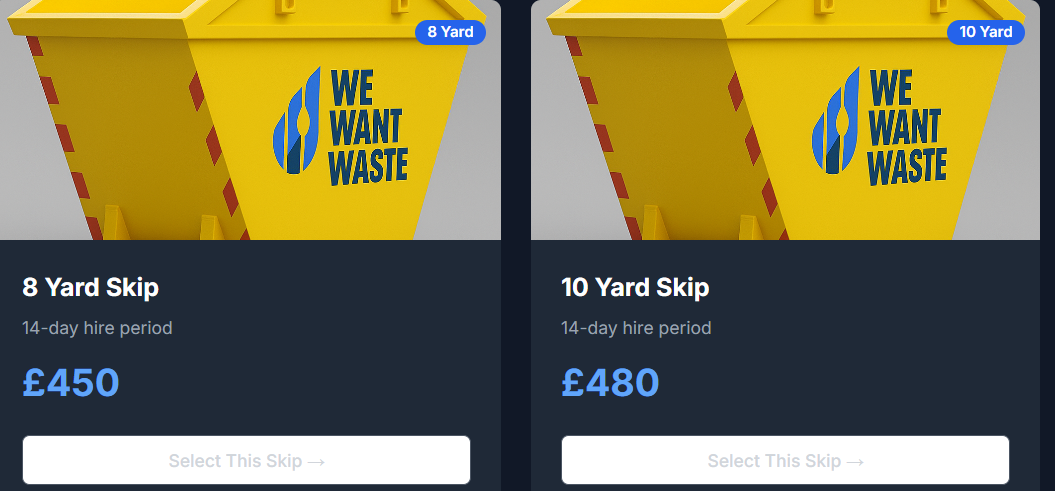 8 Yard
WE
WANT
WASTE
8 Yard Skip
14-day hire period
£450
Select This Skip →
10 Yard
WE
WANT
WASTE
10 Yard Skip
14-day hire period
£480
Select This Skip →